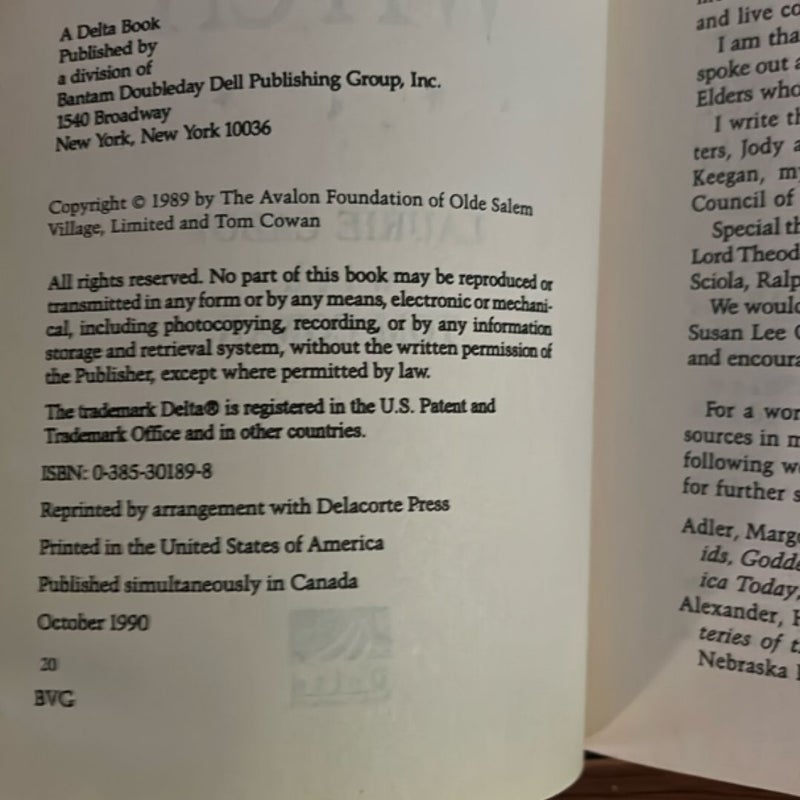 A Delta Book
Published by
a division of
Bantam Doubleday Dell Publishing Group, Inc.
1540 Broadway
New York, New York 10036
Copyright © 1989 by The Avalon Foundation of Olde Salem
Village, Limited and Tom Cowan
All rights reserved. No part of this book may be reproduced or
transmitted in any form or by any means, electronic or mechani-
cal, including photocopying, recording, or by any information
storage and retrieval system, without the written permission of
the Publisher, except where permitted by law.
The trademark Delta® is registered in the U.S. Patent and
Trademark Office and in other countries.
ISBN: 0-385-30189-8
Reprinted by arrangement with Delacorte Press
Printed in the United States of America
Published simultaneously in Canada
October 1990
20
BVG
and live co
I am tha
spoke out a
Elders who
I write th
ters, Jody a
Keegan, my
Council of
Special th
Lord Theod
Sciola, Ralp
We would
Susan Lee C
and encoura
For a wor
sources in m
following w
for further s
Adler, Margo
ids, Godde
ica Today,
Alexander, H
teries of t
Nebraska